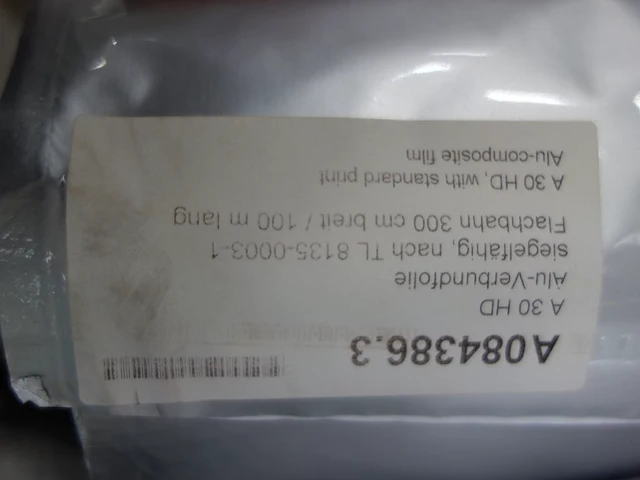 A084386.3
A 30 HD
Alu-Verbundfolie
siegelfähig, nach TL 8135-0003-1
Flachbahn 300 cm breit / 100 m lang
A 30 HD, with standard print
Alu-composite film